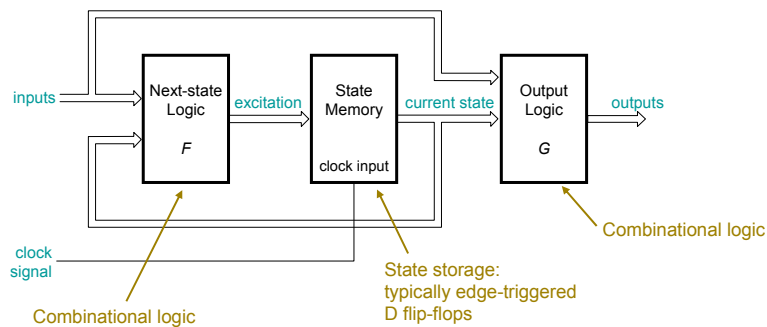 inputs
Next-state
Logic
F
excitation
State
Memory
clock input
current state
Output
Logic
G
outputs
clock
signal
Combinational logic
State storage:
typically edge-triggered
D flip-flops
Combinational logic